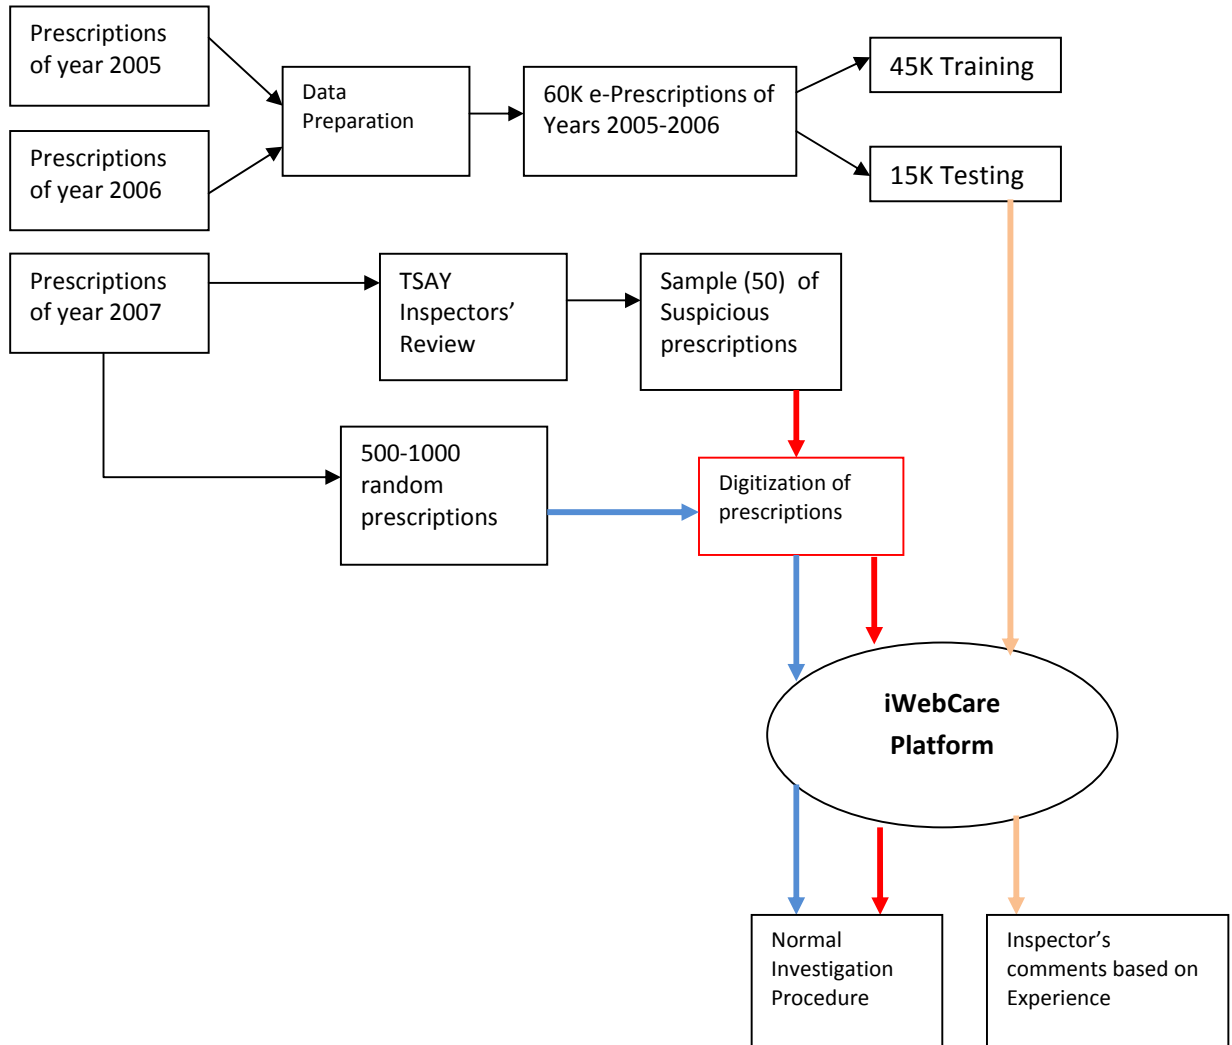 Prescriptions
of year 2005
Data
Preparation
60K e-Prescriptions of
Years 2005-2006
45K Training
Prescriptions
of year 2006
15K Testing
Prescriptions
of year 2007
TSAY
Inspectors’
Review
Sample (50)  of
Suspicious
prescriptions
500-1000
random
prescriptions
Digitization of
prescriptions
iWebCare
Platform
Normal
Investigation
Procedure
Inspector’s
comments based on
Experience